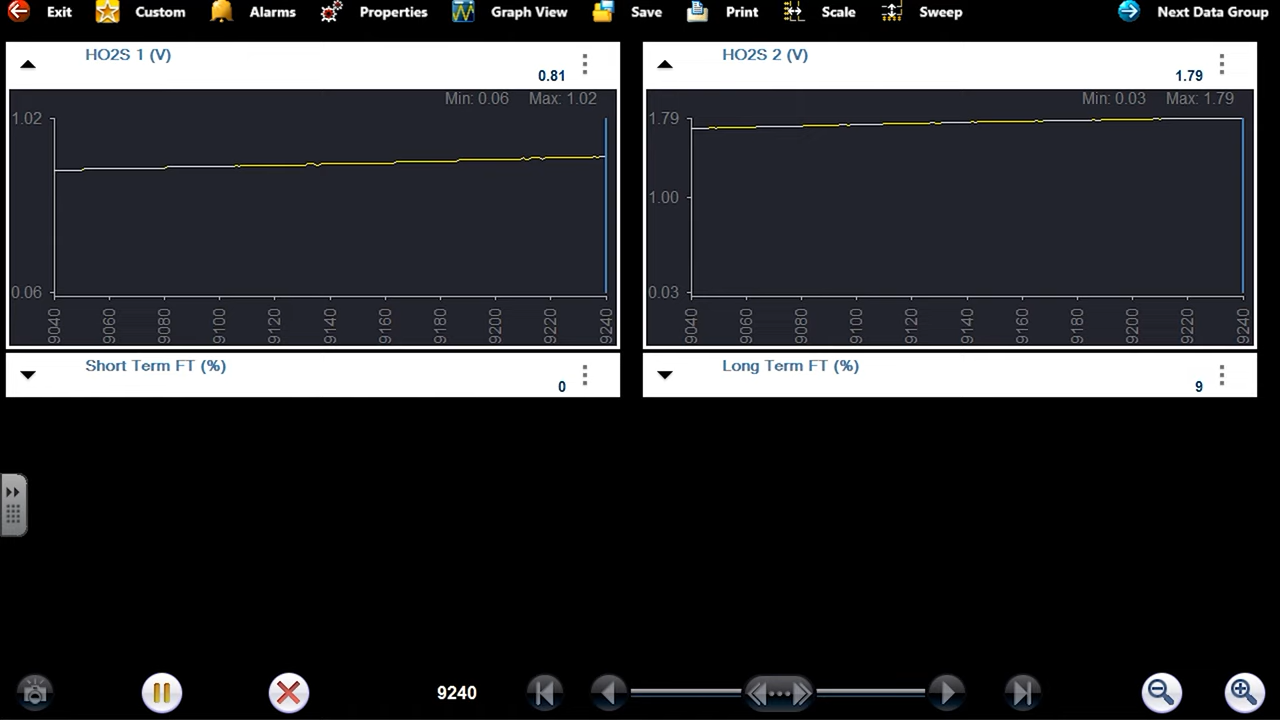 Exit Custom Alarms Properties Graph View Save Print Scale Sweep Next Data Group
HO2S 1 (V)
0.81
Min: 0.06 Max: 1.02
1.02
0.06
9040 9060 9080 9100 9120 9140 9160 9180 9200 9220 9240
HO2S 2 (V)
1.79
Min: 0.03 Max: 1.79
1.79
1.00
0.03
9040 9060 9080 9100 9120 9140 9160 9180 9200 9220 9240
Short Term FT (%)
0
Long Term FT (%)
9
9240